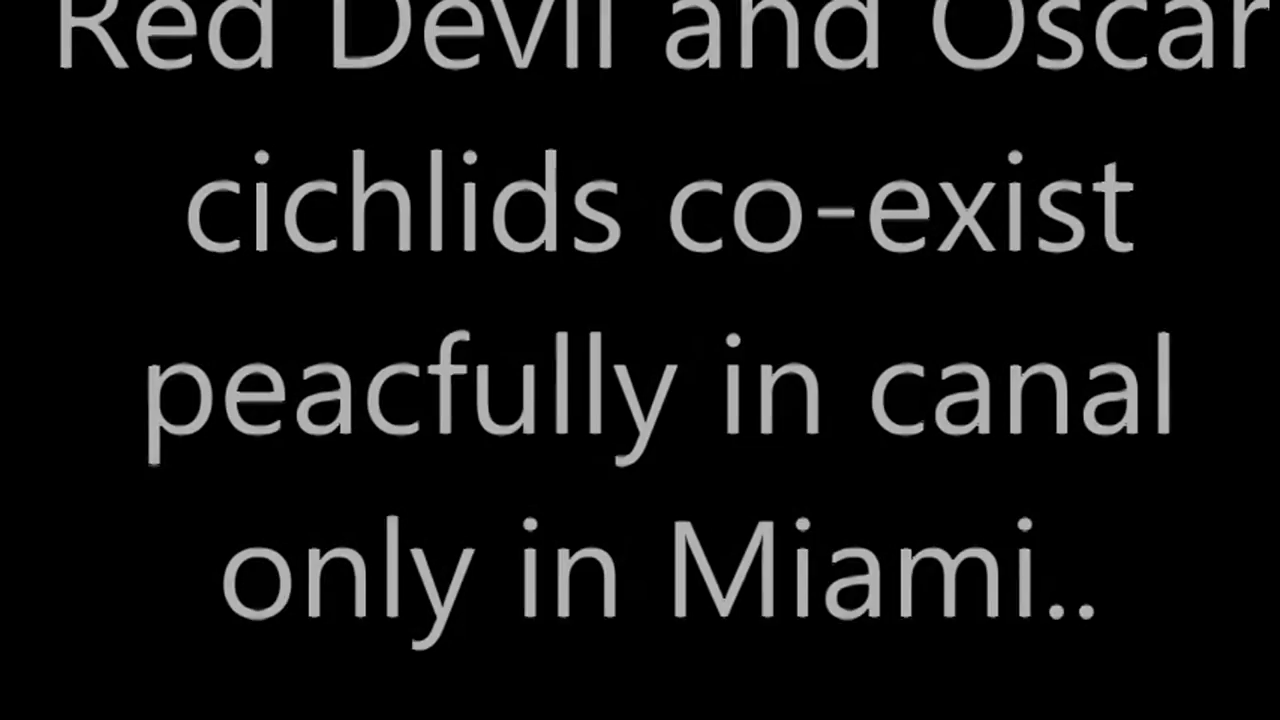 Red Devil and Oscar
cichlids co-exist
peacfully in canal
only in Miami..